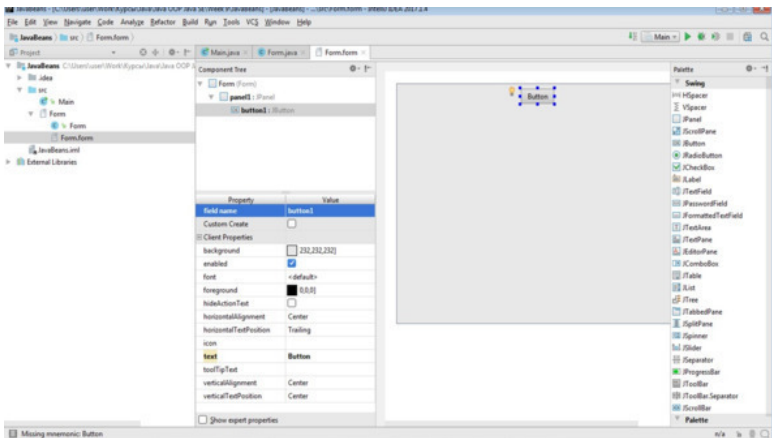 File Edit View Navigate Code Analyze Refactor Build Run Tools VCS Window Help
JavaBeans src Form.form
Main
Project
Main.java Form.java Form.form
JavaBeans
.idea
src
Main
Form
Form
Form.form
JavaBeans.iml
External Libraries
Component Tree
Form (Form)
panel1 : JPanel
button1 : JButton
Property Value
field name button1
Custom Create
Client Properties
background [232,232,232]
enabled
font <default>
foreground [0,0,0]
hideActionText
horizontalAlignment Center
horizontalTextPosition Trailing
icon
text Button
toolTipText
verticalAlignment Center
verticalTextPosition Center
Show expert properties
Button
Palette
Swing
HSpacer
VSpacer
JPanel
JScrollPane
JButton
JRadioButton
JCheckBox
JLabel
JTextField
JPasswordField
JFormattedTextField
JTextArea
JTextPane
JEditorPane
JComboBox
JTable
JList
JTree
JTabbedPane
JSplitPane
JSpinner
JSlider
JSeparator
JProgressBar
JToolBar
JToolBar.Separator
JScrollBar
Palette
Missing mnemonic: Button
n/a